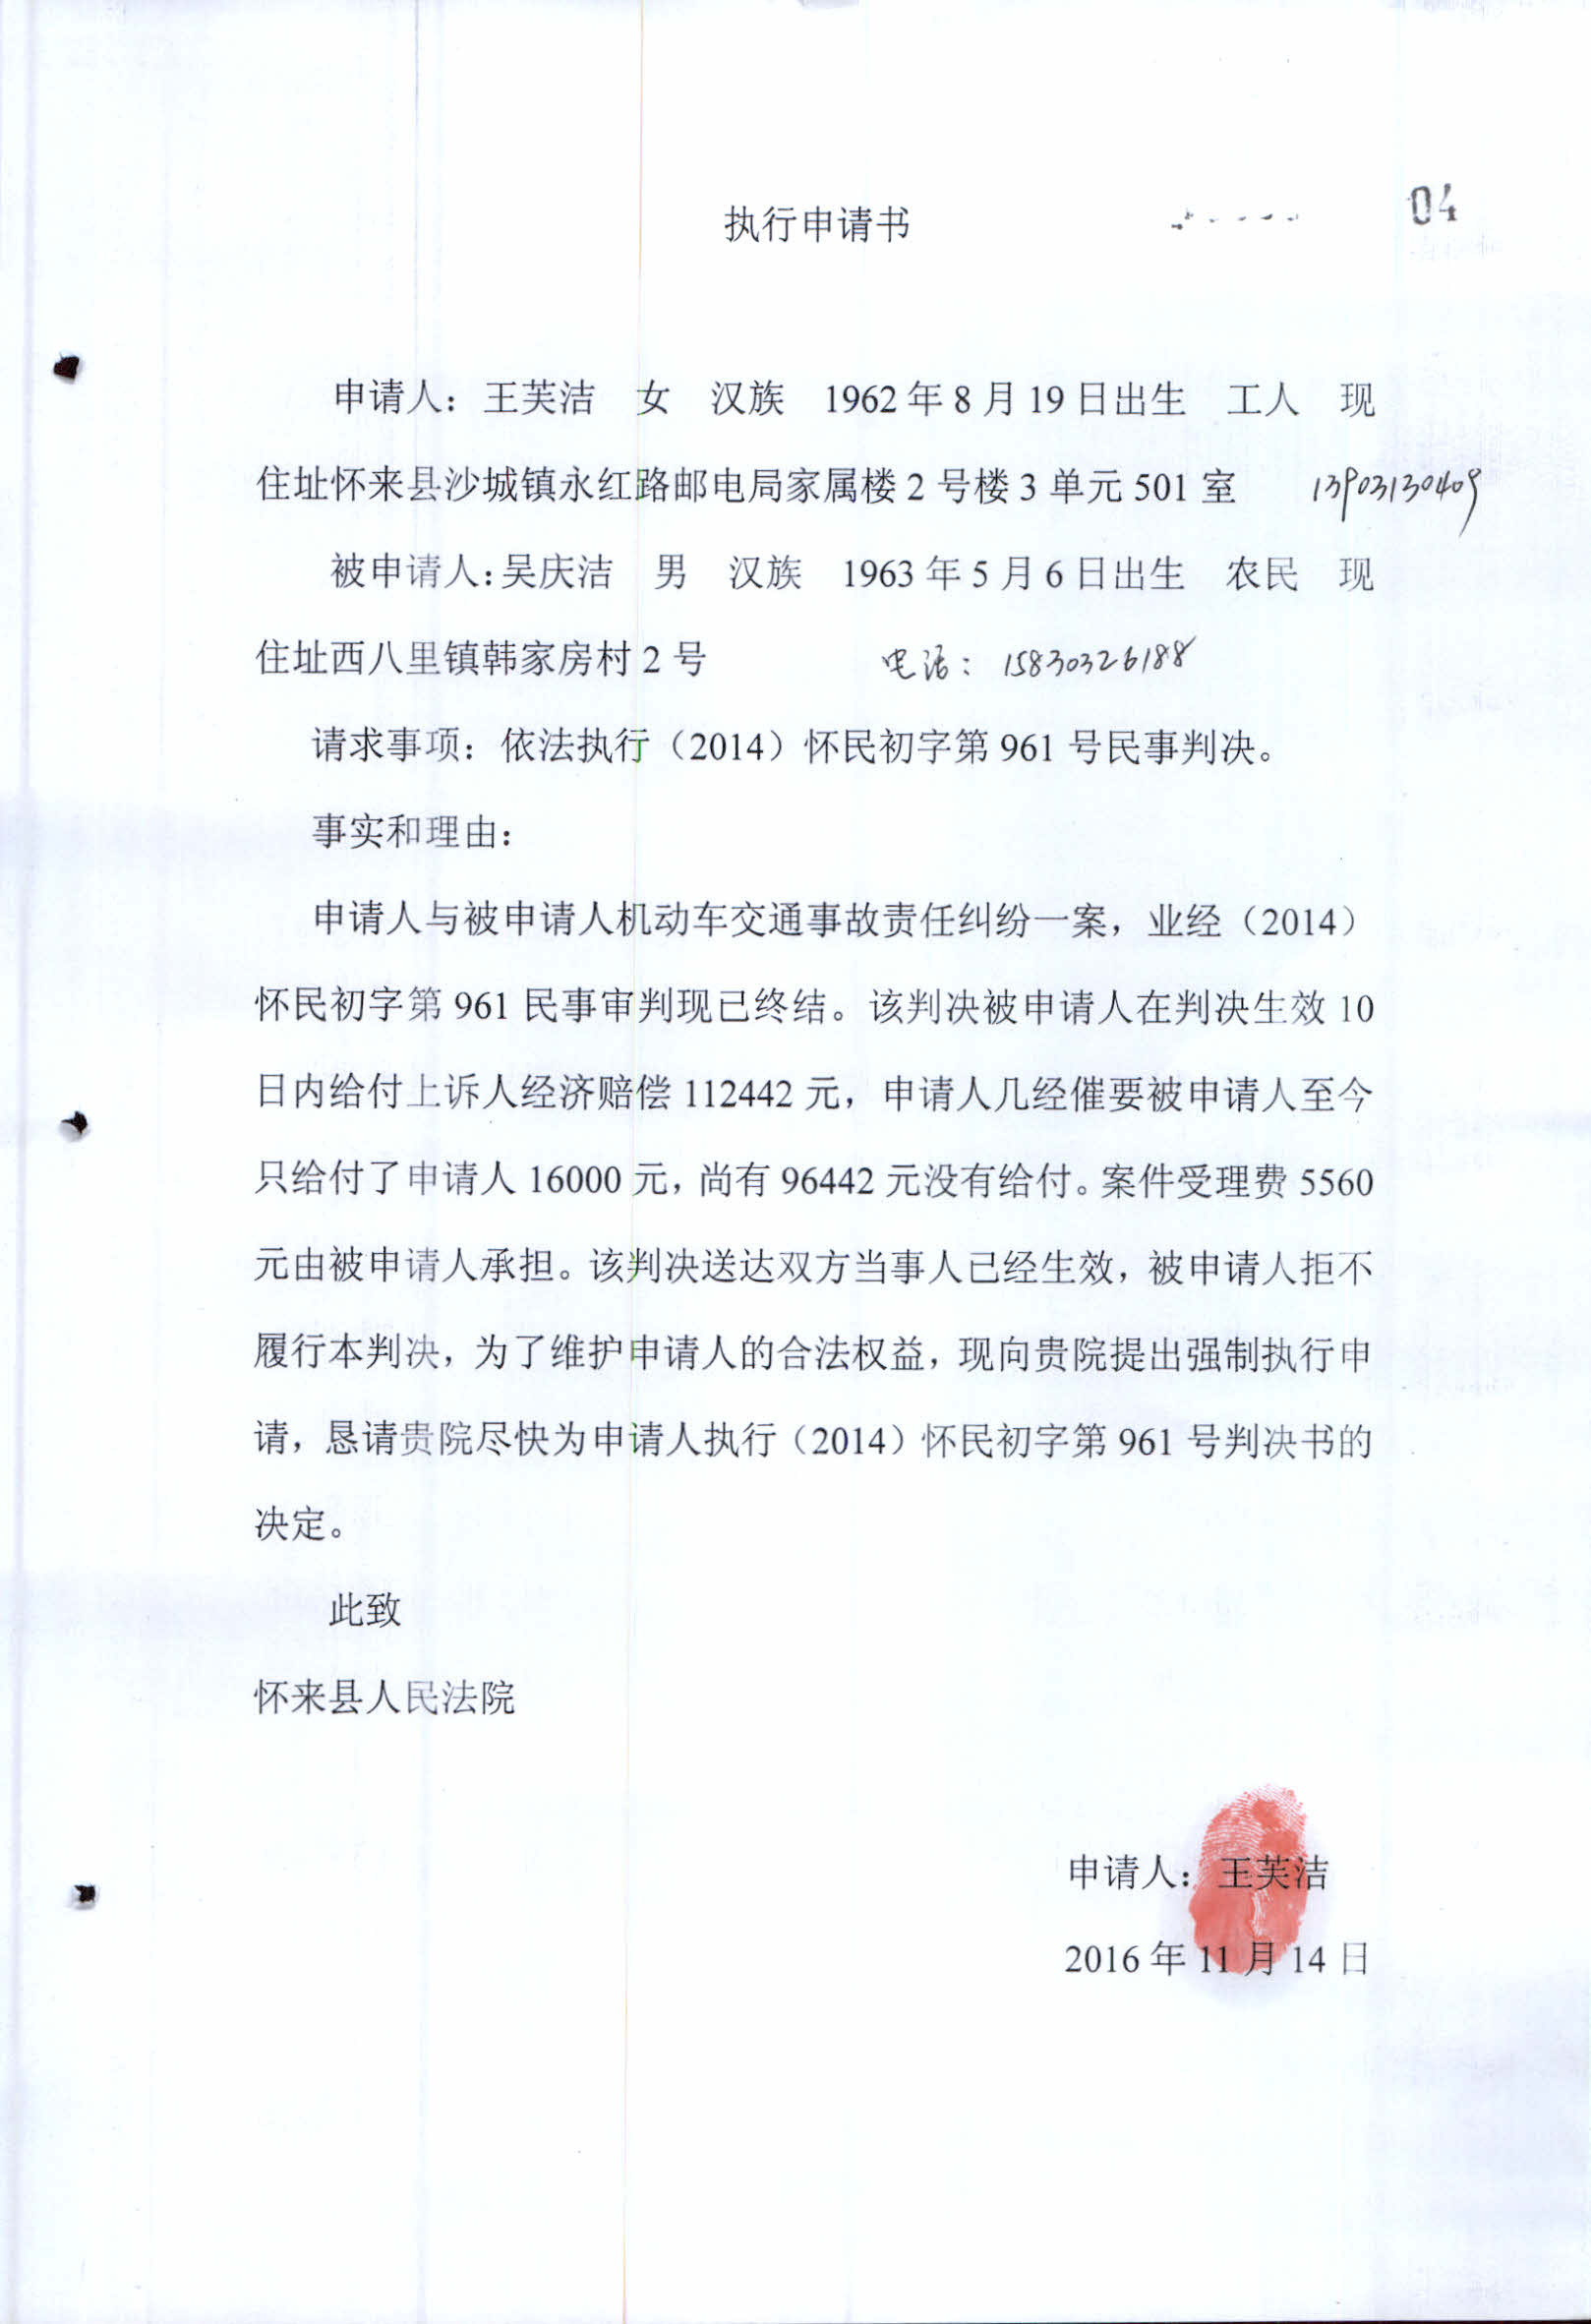 04
执行申请书
申请人：王芙洁 女 汉族 1962年8月19日出生 工人 现
住址怀来县沙城镇永红路邮电局家属楼2号楼3单元501室 13903130409
被申请人：吴庆洁 男 汉族 1963年5月6日出生 农民 现
住址西八里镇韩家房村2号 电话：15830326188
请求事项：依法执行（2014）怀民初字第961号民事判决。
事实和理由：
申请人与被申请人机动车交通事故责任纠纷一案，业经（2014）
怀民初字第961民事审判现已终结。该判决被申请人在判决生效10
日内给付上诉人经济赔偿112442元，申请人几经催要被申请人至今
只给付了申请人16000元，尚有96442元没有给付。案件受理费5560
元由被申请人承担。该判决送达双方当事人已经生效，被申请人拒不
履行本判决，为了维护申请人的合法权益，现向贵院提出强制执行申
请，恳请贵院尽快为申请人执行（2014）怀民初字第961号判决书的
决定。
此致
怀来县人民法院
申请人：王芙洁
2016年11月14日